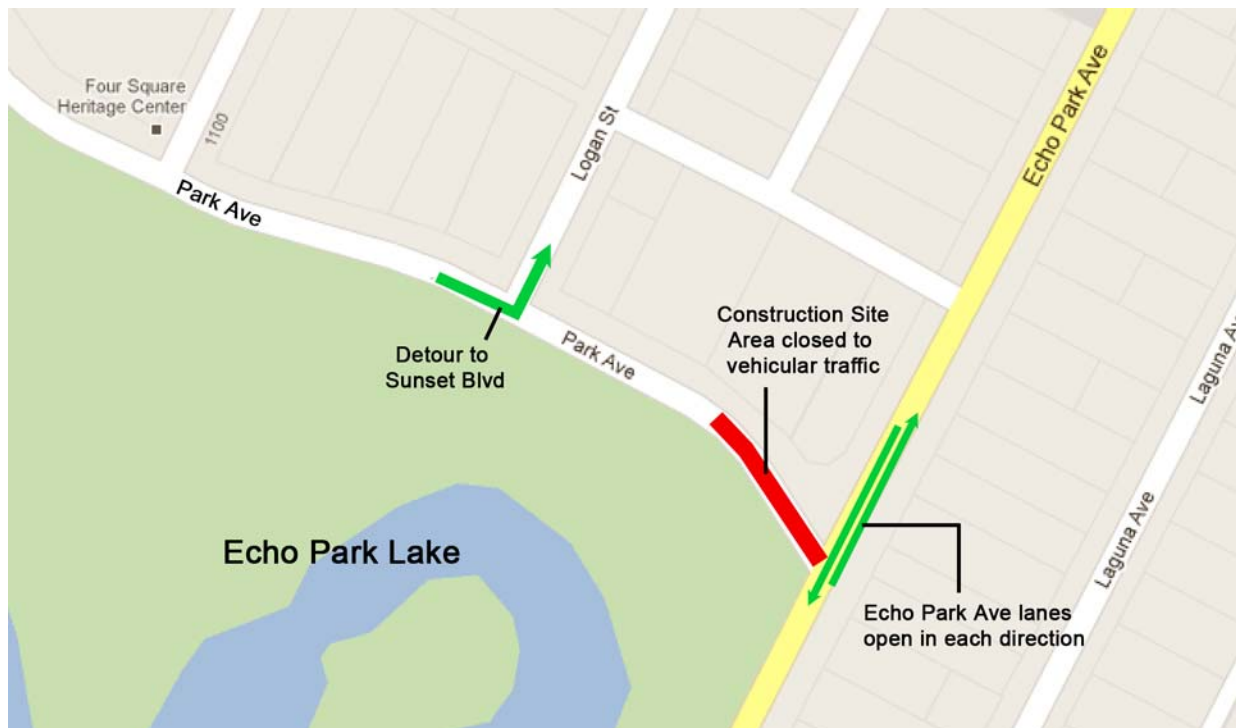 Four Square
Heritage Center
1100
Logan St
Echo Park Ave
Park Ave
Construction Site
Area closed to
vehicular traffic
Park Ave
Detour to
Sunset Blvd
Laguna Av
Echo Park Lake
Laguna Ave
Echo Park Ave lanes
open in each direction